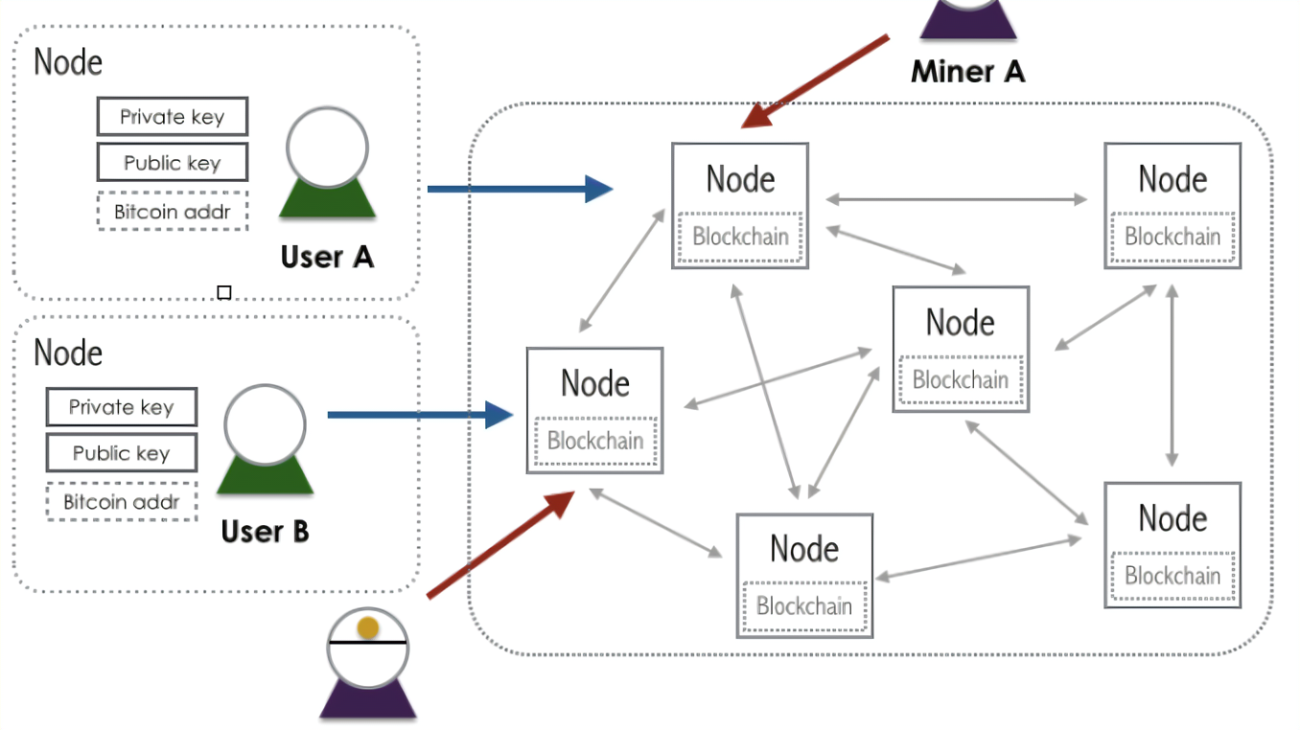 Node
Private key
Public key
Bitcoin addr
User A
Node
Private key
Public key
Bitcoin addr
User B
Miner A
Node
Blockchain
Node
Blockchain
Node
Blockchain
Node
Blockchain
Node
Blockchain
Node
Blockchain